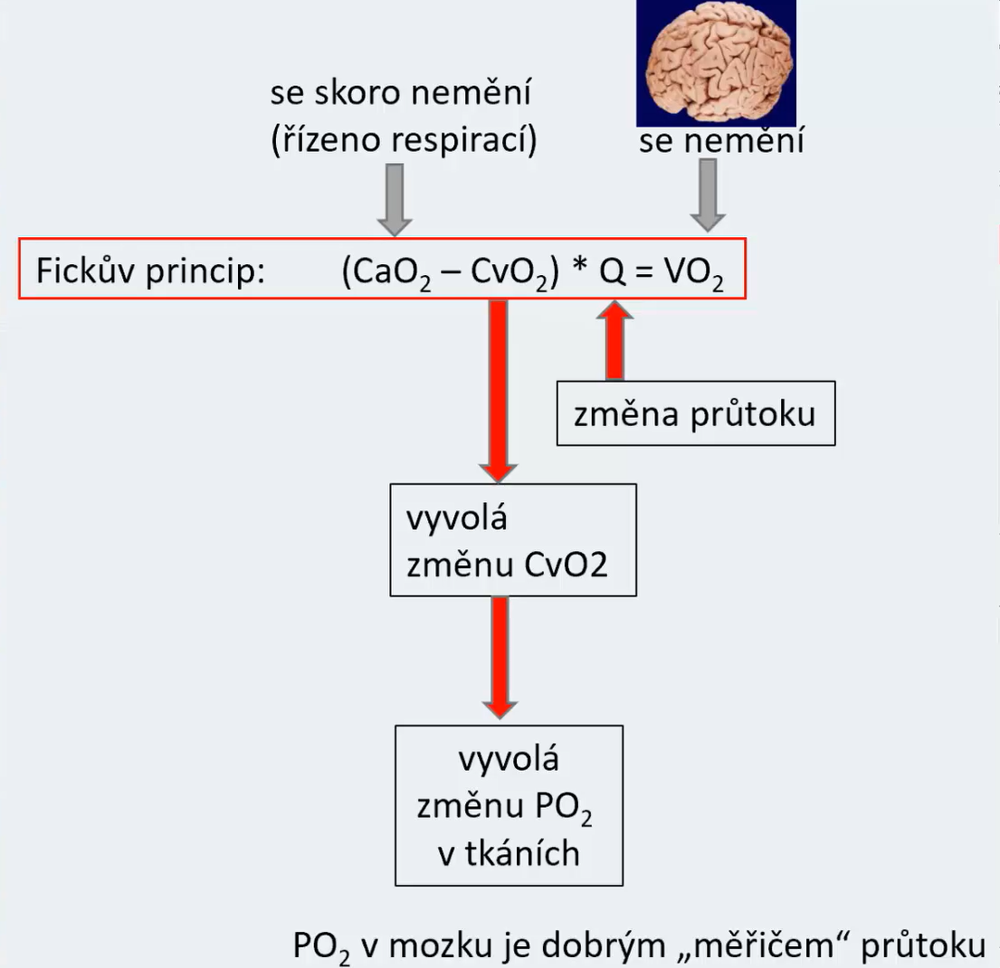 se skoro nemění
(řízeno respirací)
se nemění
Fickův princip: (CaO₂ – CvO₂) * Q = VO₂
změna průtoku
vyvolá
změnu CvO2
vyvolá
změnu PO₂
v tkáních
PO₂ v mozku je dobrým „měřičem“ průtoku